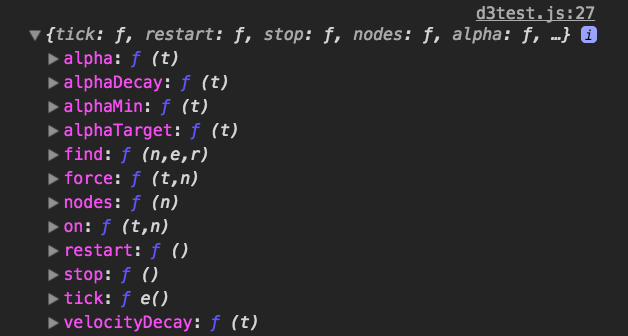 d3test.js:27
▼{tick: ƒ, restart: ƒ, stop: ƒ, nodes: ƒ, alpha: ƒ, …} i
▶alpha: ƒ (t)
▶alphaDecay: ƒ (t)
▶alphaMin: ƒ (t)
▶alphaTarget: ƒ (t)
▶find: ƒ (n,e,r)
▶force: ƒ (t,n)
▶nodes: ƒ (n)
▶on: ƒ (t,n)
▶restart: ƒ ()
▶stop: ƒ ()
▶tick: ƒ e()
▶velocityDecay: ƒ (t)